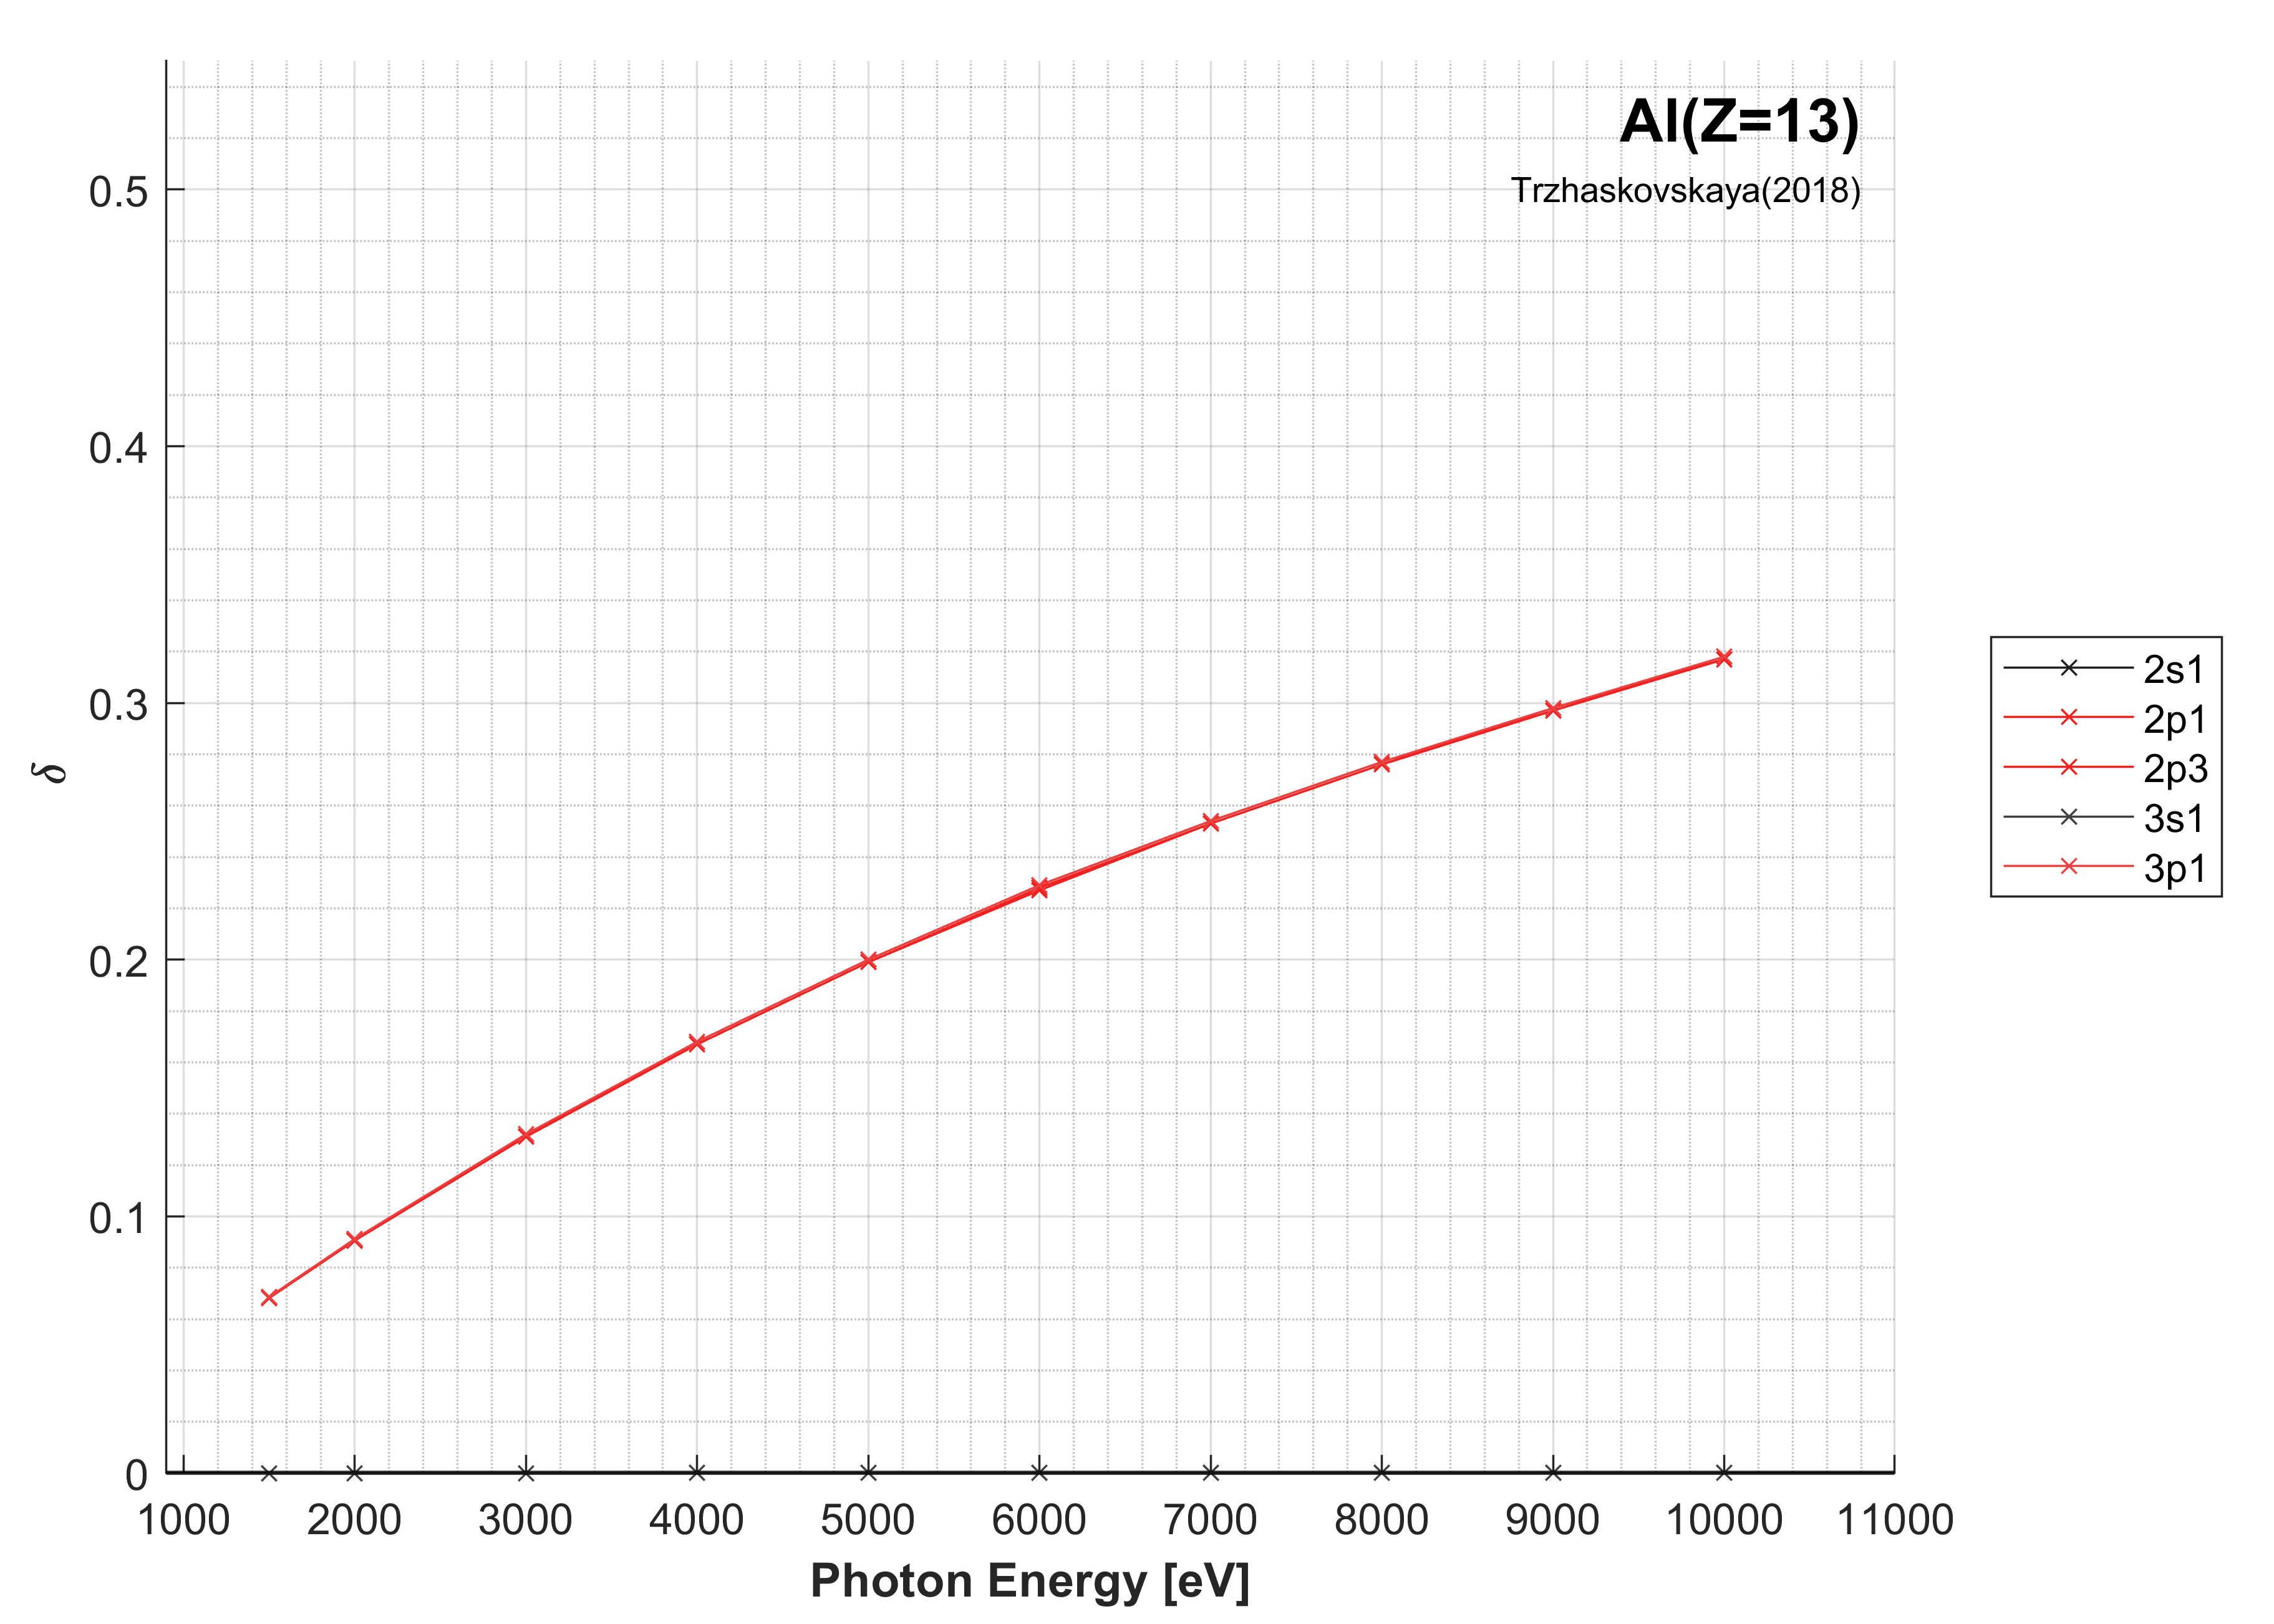 Al(Z=13)
Trzhaskovskaya(2018)
0.5
0.4
0.3
0.2
0.1
0
δ
1000 2000 3000 4000 5000 6000 7000 8000 9000 10000 11000
Photon Energy [eV]
2s1
2p1
2p3
3s1
3p1